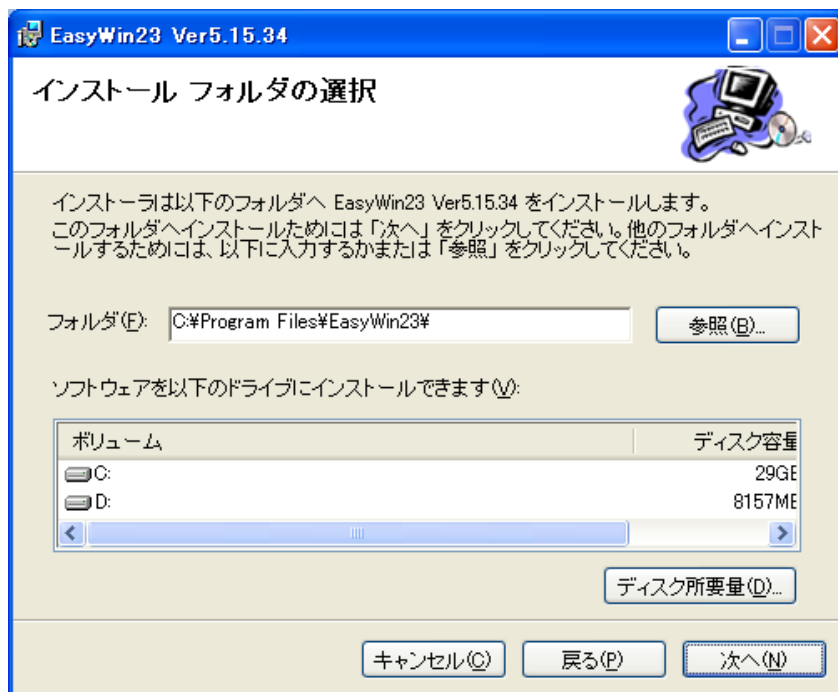 EasyWin23 Ver5.15.34
インストール フォルダの選択
インストーラは以下のフォルダへ EasyWin23 Ver5.15.34 をインストールします。
このフォルダへインストールためには「次へ」をクリックしてください。他のフォルダへインスト
ールするためには、以下に入力するかまたは「参照」をクリックしてください。
フォルダ(F): C:¥Program Files¥EasyWin23¥ 参照(B)...
ソフトウェアを以下のドライブにインストールできます(V):
ボリューム ディスク容量
C: 29GB
D: 8157MB
ディスク所要量(D)...
キャンセル(C) 戻る(P) 次へ(N)